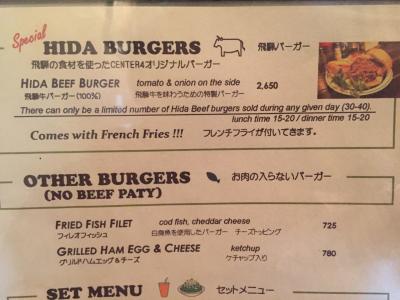 Special
HIDA BURGERS 飛騨バーガー
飛騨の食材を使ったCENTER4オリジナルバーガー
HIDA BEEF BURGER tomato & onion on the side 2,650
飛騨牛バーガー(100%) 飛騨牛を味わうための特製バーガー
There can only be a limited number of Hida Beef burgers sold during any given day (30-40).
lunch time 15-20 / dinner time 15-20
Comes with French Fries !!! フレンチフライが付いてきます。
OTHER BURGERS お肉の入らないバーガー
(NO BEEF PATY)
FRIED FISH FILET cod fish, cheddar cheese 725
フィレオフィッシュ 白身魚を使用したバーガー チーズトッピング
GRILLED HAM EGG & CHEESE ketchup 780
グリルドハムエッグ&チーズ ケチャップ入り
SET MENU セットメニュー